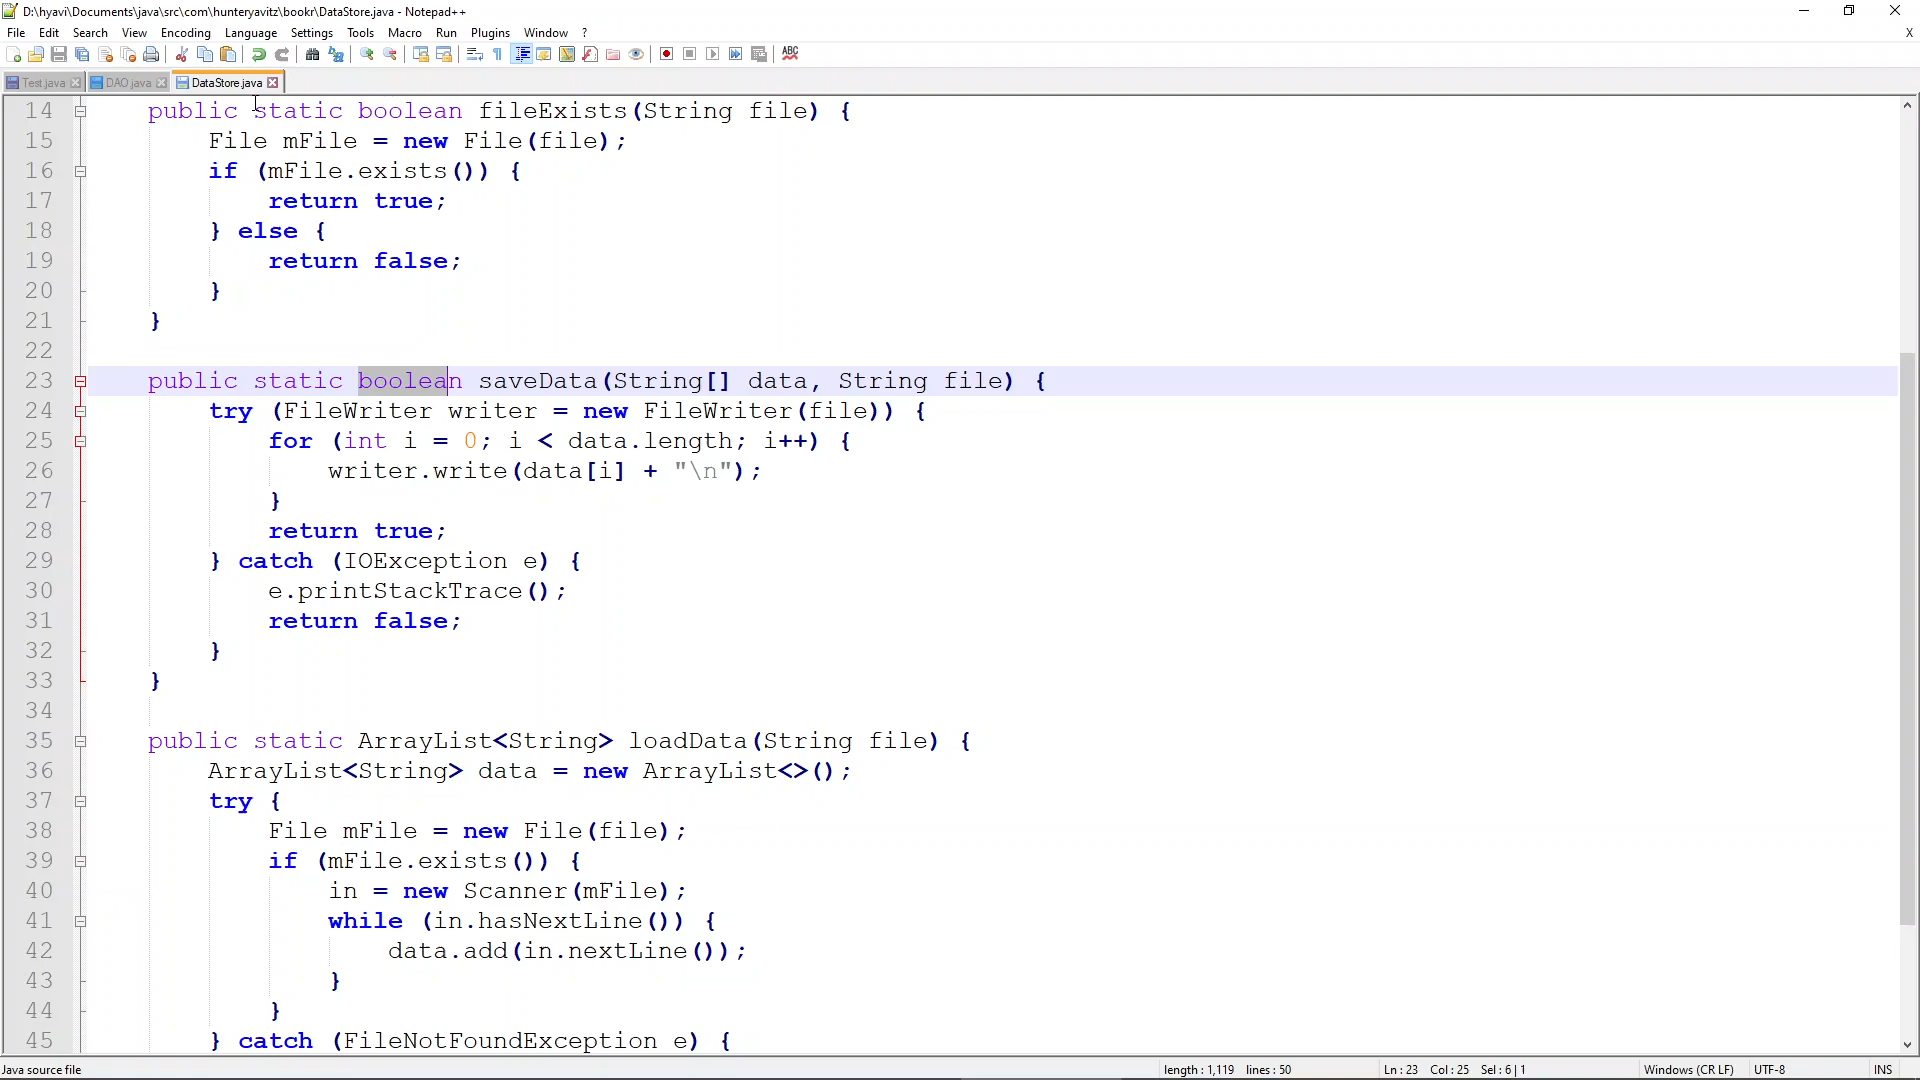 D:\hyavi\Documents\java\src\com\hunteryavitz\bookr\DataStore.java - Notepad++
File Edit Search View Encoding Language Settings Tools Macro Run Plugins Window ? X
ABC
Test.java DAO.java DataStore.java
14 public static boolean fileExists(String file) {
15 File mFile = new File(file);
16 if (mFile.exists()) {
17 return true;
18 } else {
19 return false;
20 }
21 }
22
23 public static boolean saveData(String[] data, String file) {
24 try (FileWriter writer = new FileWriter(file)) {
25 for (int i = 0; i < data.length; i++) {
26 writer.write(data[i] + "\n");
27 }
28 return true;
29 } catch (IOException e) {
30 e.printStackTrace();
31 return false;
32 }
33 }
34
35 public static ArrayList<String> loadData(String file) {
36 ArrayList<String> data = new ArrayList<>();
37 try {
38 File mFile = new File(file);
39 if (mFile.exists()) {
40 in = new Scanner(mFile);
41 while (in.hasNextLine()) {
42 data.add(in.nextLine());
43 }
44 }
45 } catch (FileNotFoundException e) {
Java source file length : 1,119 lines : 50 Ln : 23 Col : 25 Sel : 6 | 1 Windows (CR LF) UTF-8 INS